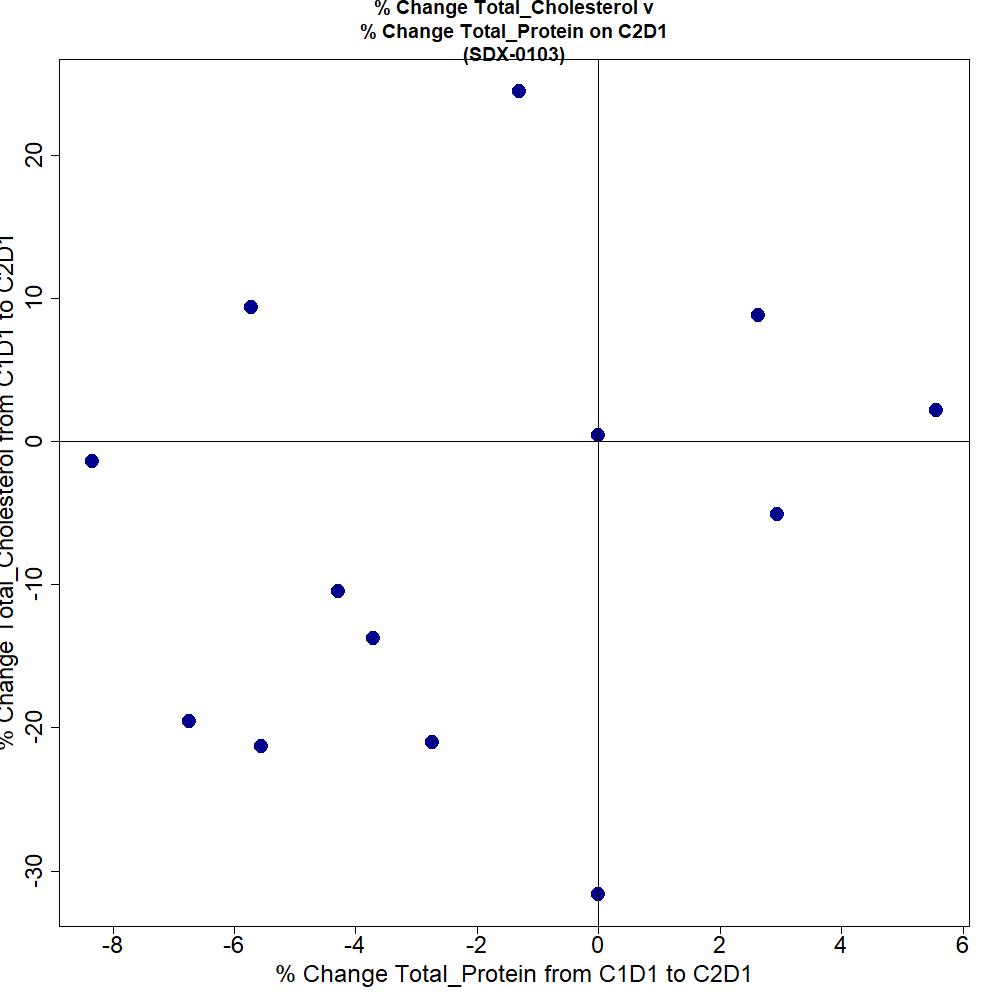 % Change Total_Cholesterol v
% Change Total_Protein on C2D1
(SDX-0103)
% Change Total_Cholesterol from C1D1 to C2D1
20
10
0
-10
-20
-30
-8
-6
-4
-2
0
2
4
6
% Change Total_Protein from C1D1 to C2D1